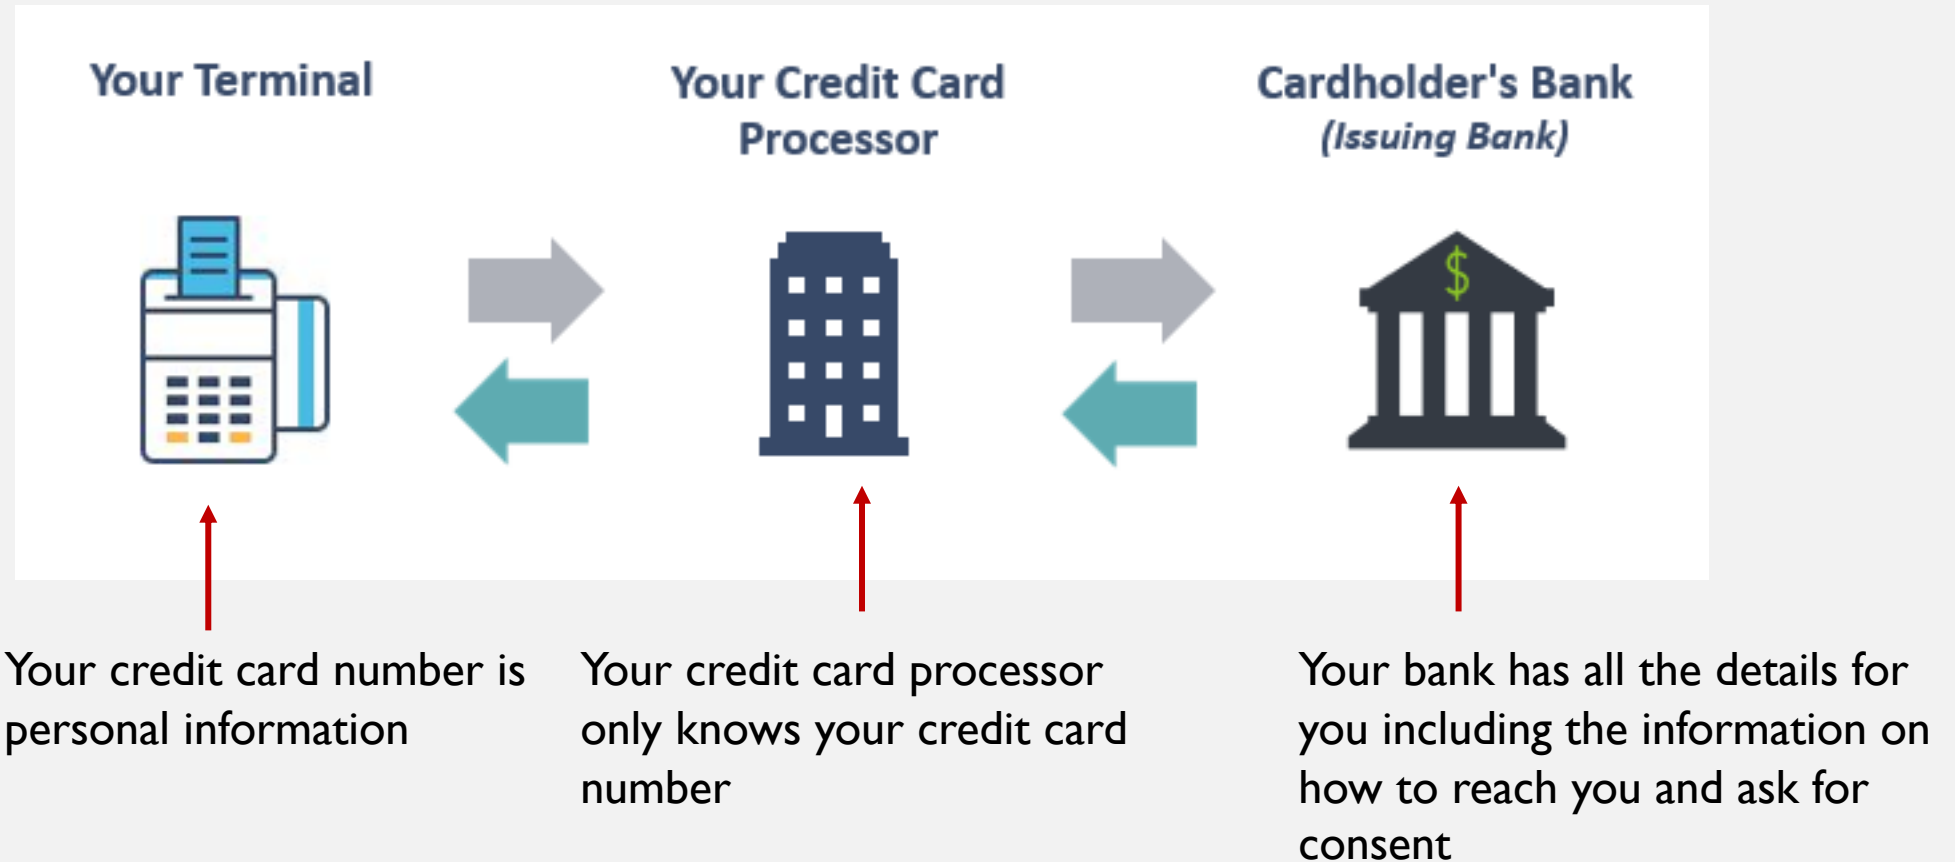 Your Terminal
Your Credit Card
Processor
Cardholder's Bank
(Issuing Bank)
$
Your credit card number is
personal information
Your credit card processor
only knows your credit card
number
Your bank has all the details for
you including the information on
how to reach you and ask for
consent